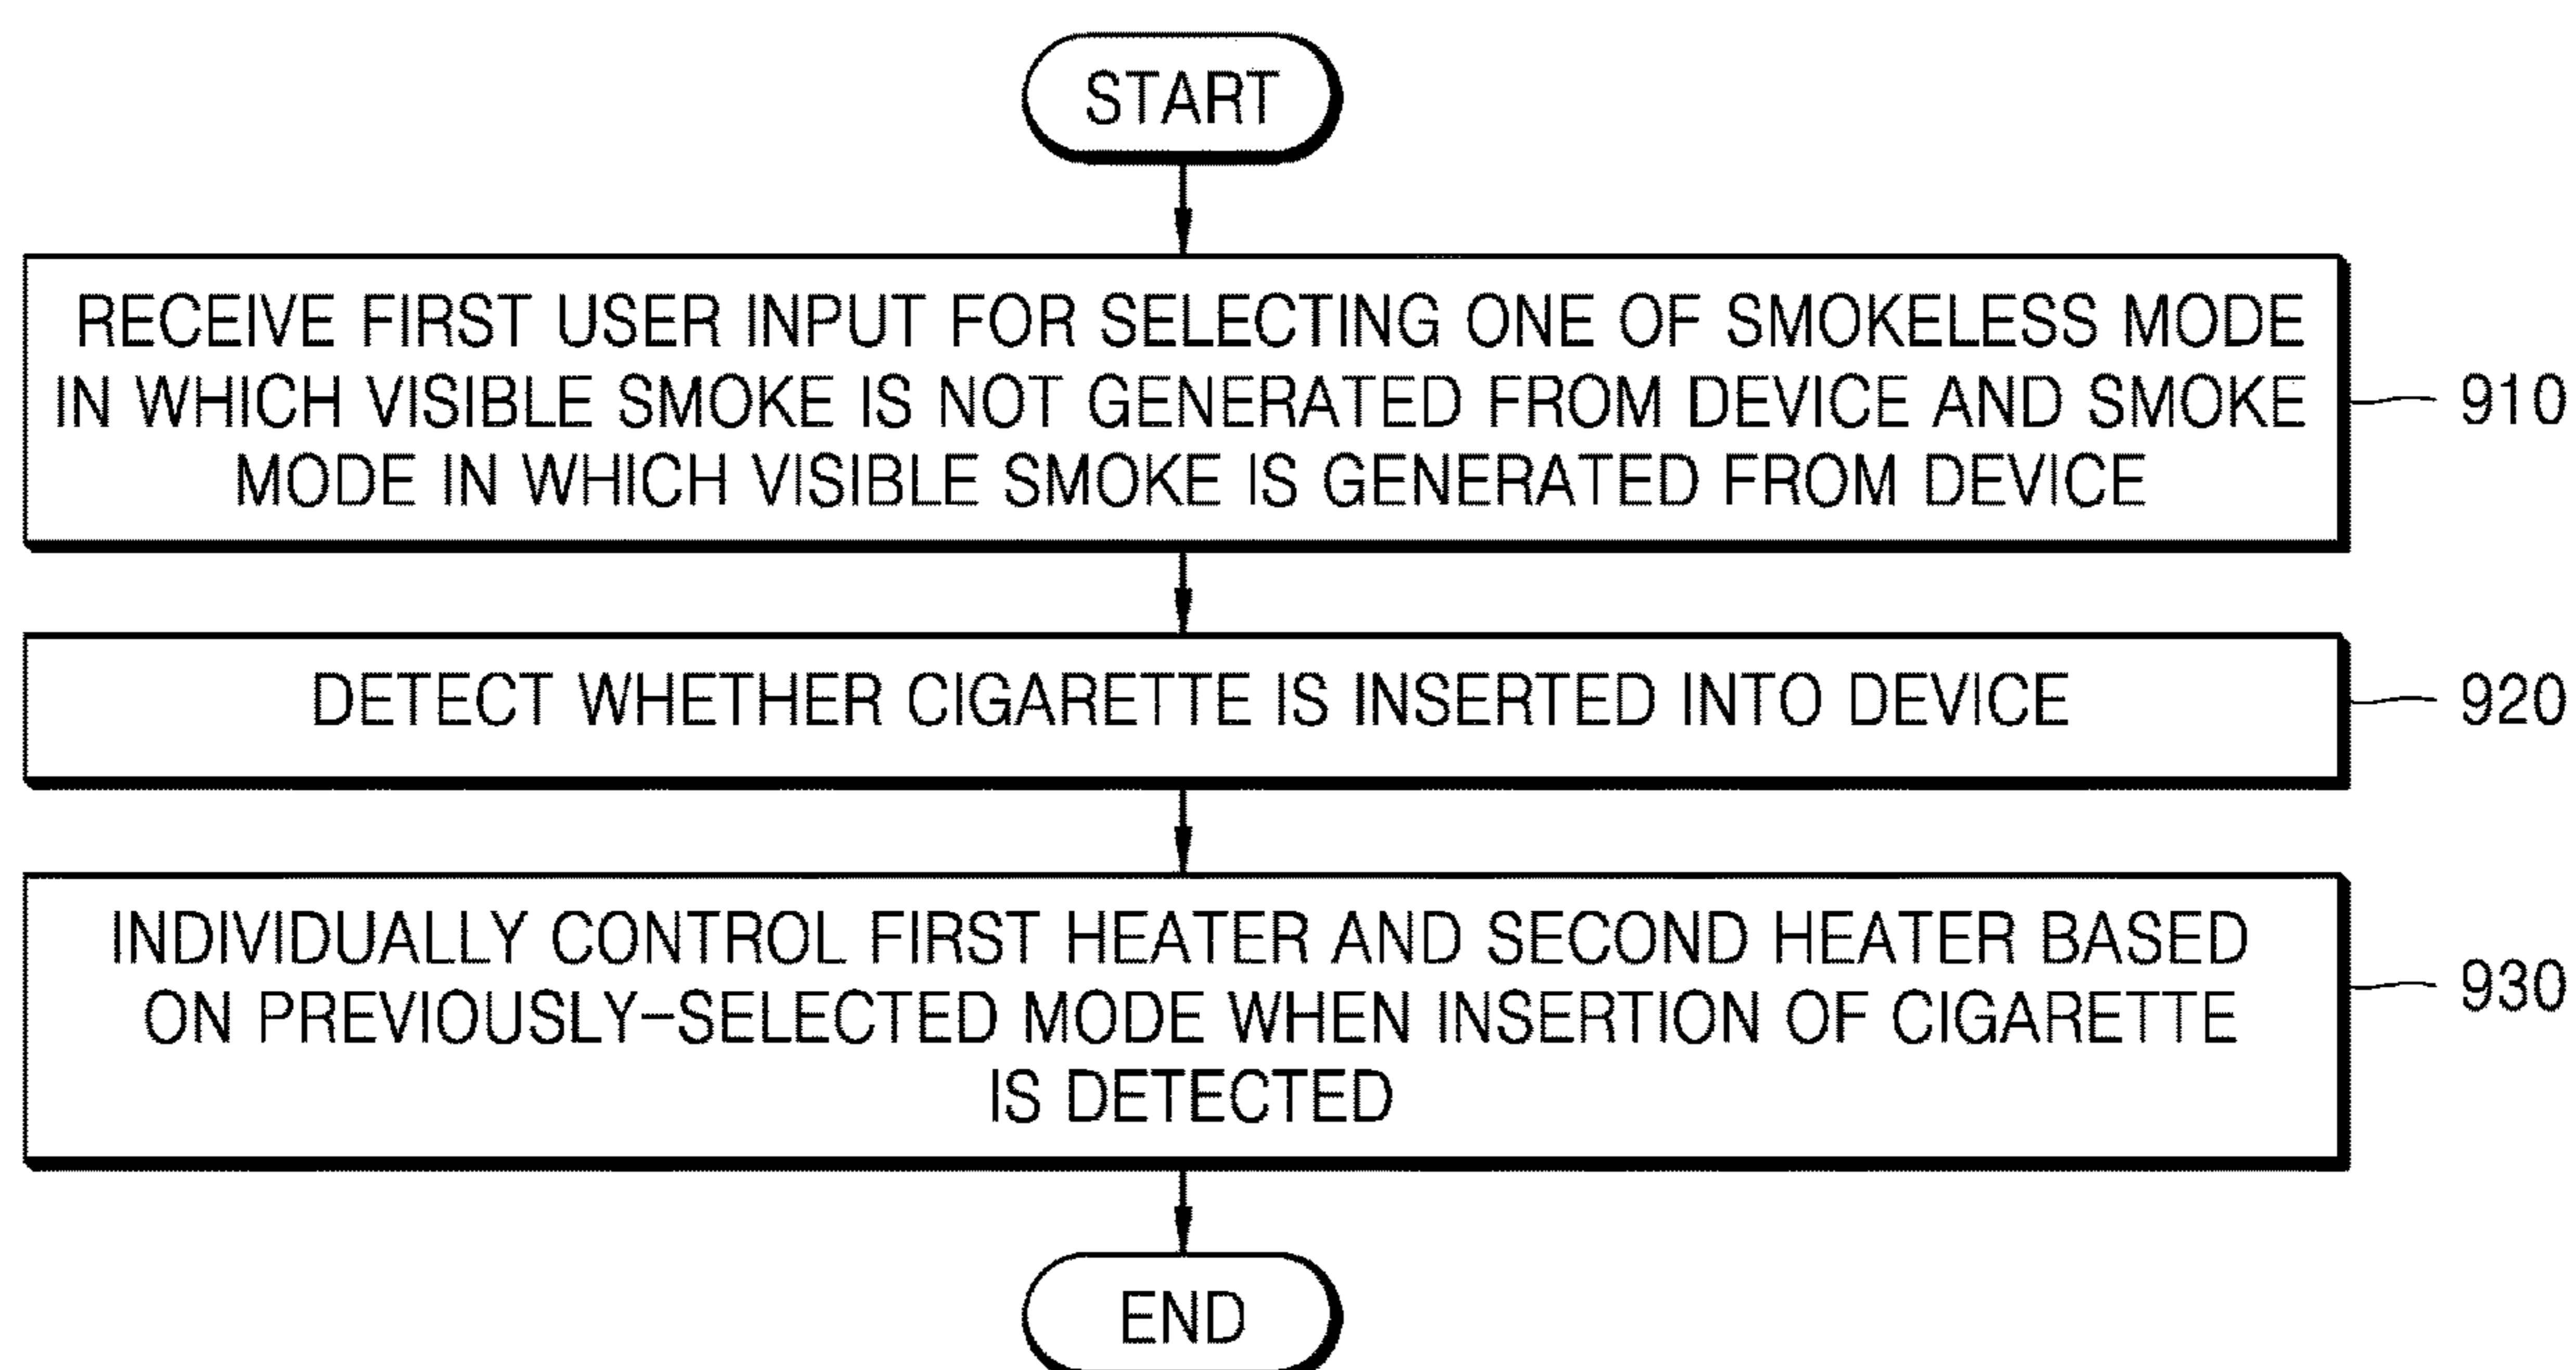 START
RECEIVE FIRST USER INPUT FOR SELECTING ONE OF SMOKELESS MODE
IN WHICH VISIBLE SMOKE IS NOT GENERATED FROM DEVICE AND SMOKE
MODE IN WHICH VISIBLE SMOKE IS GENERATED FROM DEVICE
910
DETECT WHETHER CIGARETTE IS INSERTED INTO DEVICE
920
INDIVIDUALLY CONTROL FIRST HEATER AND SECOND HEATER BASED
ON PREVIOUSLY-SELECTED MODE WHEN INSERTION OF CIGARETTE
IS DETECTED
930
END